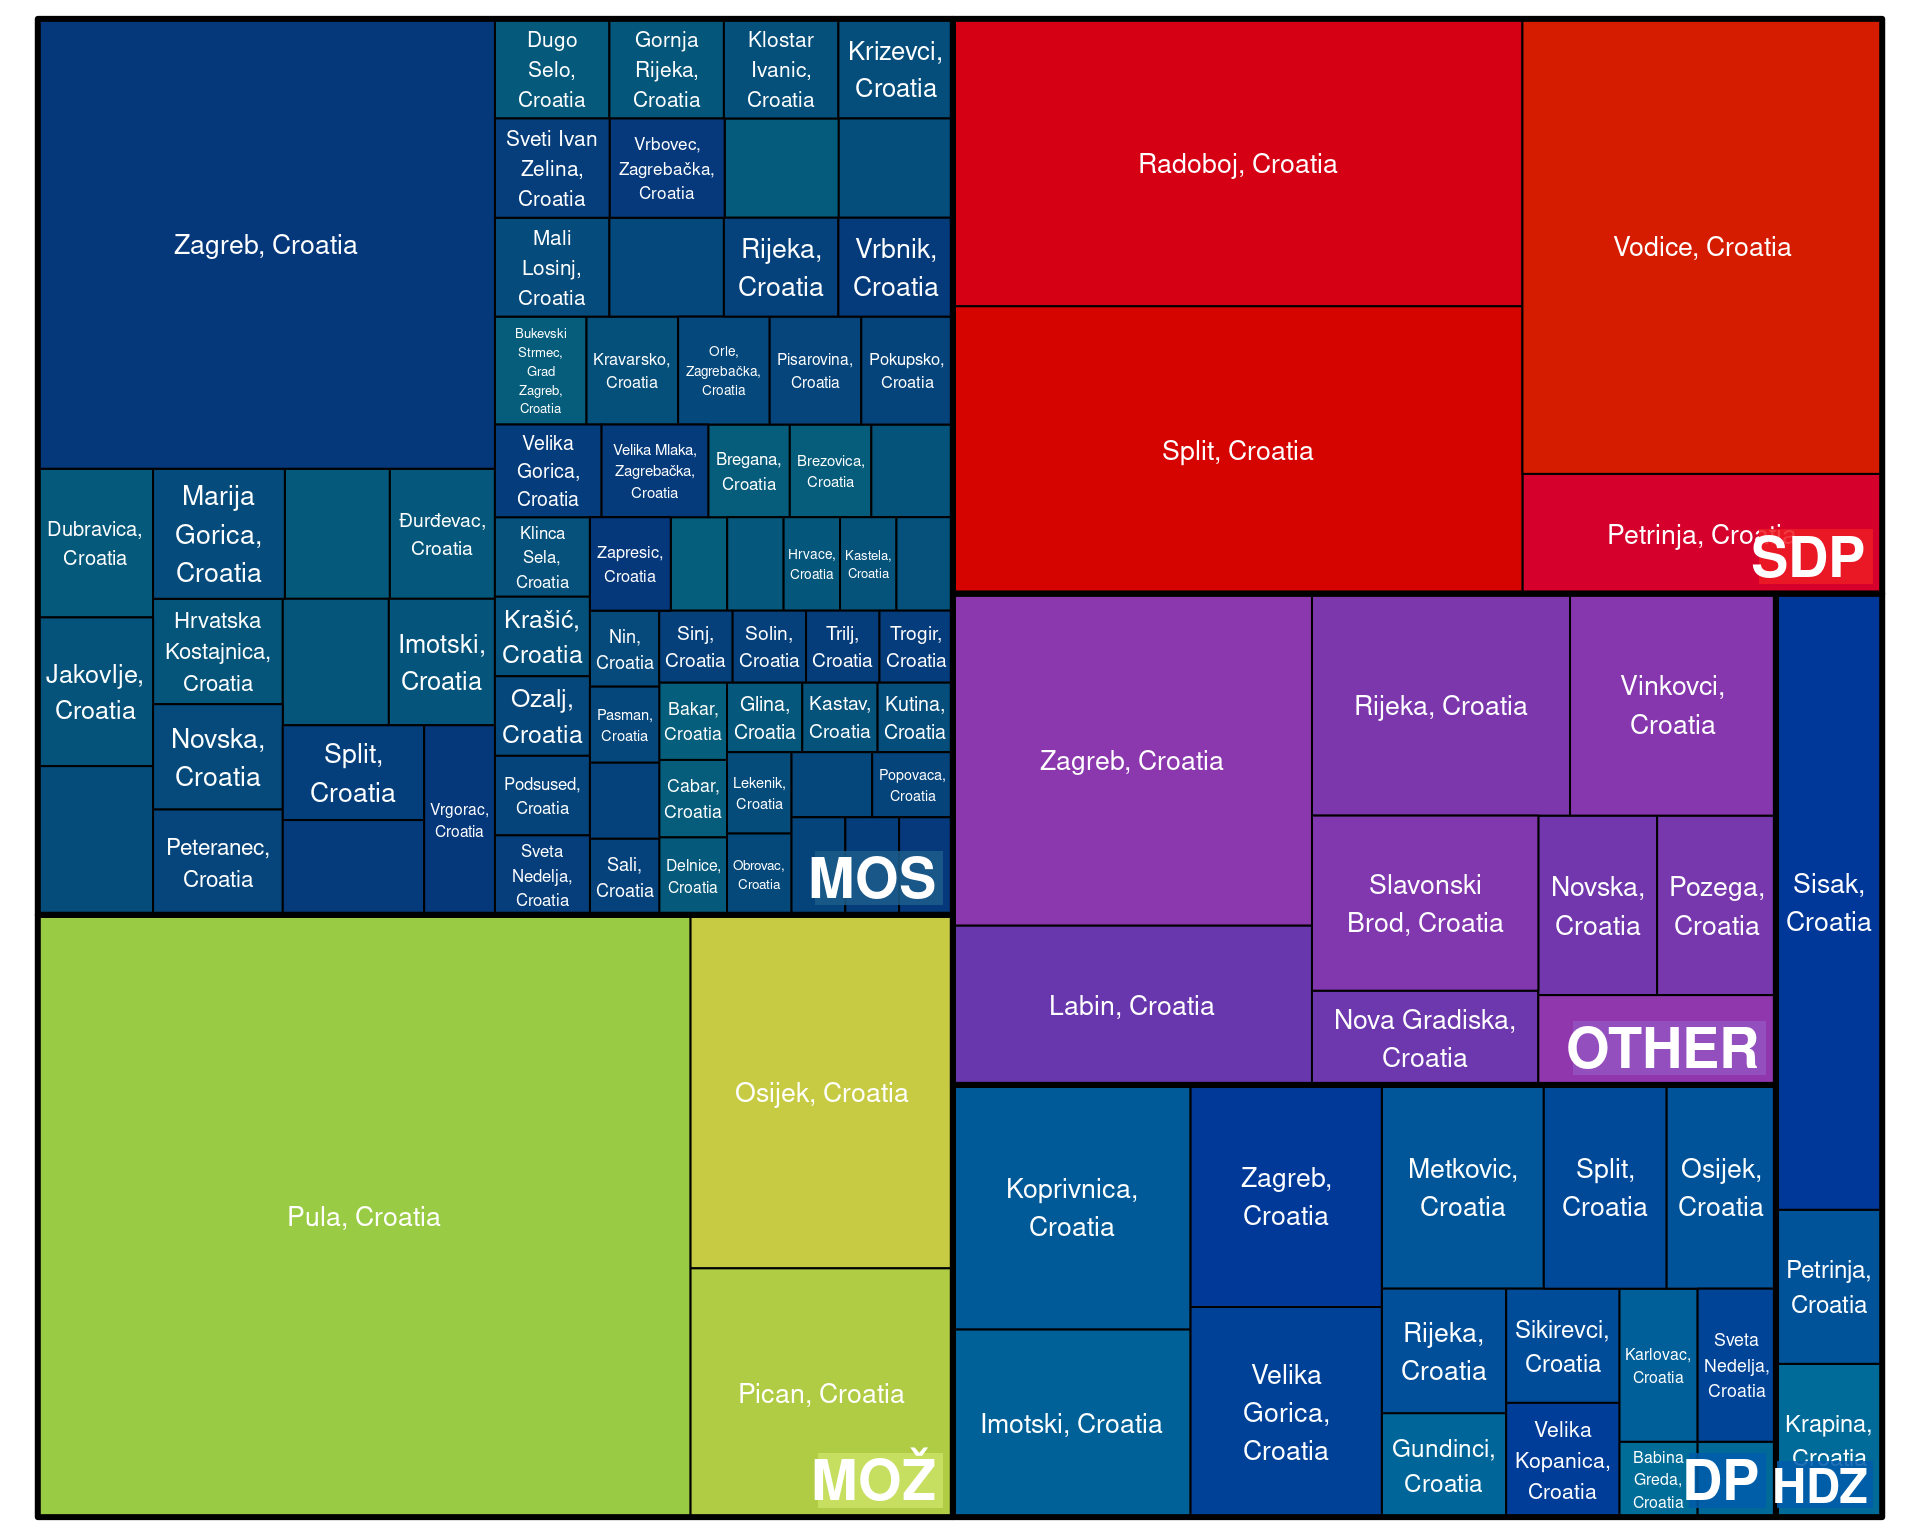 Zagreb, Croatia
Dugo
Selo,
Croatia
Gornja
Rijeka,
Croatia
Klostar
Ivanic,
Croatia
Krizevci,
Croatia
Sveti Ivan
Zelina,
Croatia
Vrbovec,
Zagrebačka,
Croatia
Mali
Losinj,
Croatia
Rijeka,
Croatia
Vrbnik,
Croatia
Bukevski
Strmec,
Grad
Zagreb,
Croatia
Kravarsko,
Croatia
Orle,
Zagrebačka,
Croatia
Pisarovina,
Croatia
Pokupsko,
Croatia
Velika
Gorica,
Croatia
Velika Mlaka,
Zagrebačka,
Croatia
Bregana,
Croatia
Brezovica,
Croatia
Dubravica,
Croatia
Marija
Gorica,
Croatia
Đurđevac,
Croatia
Klinca
Sela,
Croatia
Zapresic,
Croatia
Hrvace,
Croatia
Kastela,
Croatia
Jakovlje,
Croatia
Hrvatska
Kostajnica,
Croatia
Imotski,
Croatia
Krašić,
Croatia
Nin,
Croatia
Sinj,
Croatia
Solin,
Croatia
Trilj,
Croatia
Trogir,
Croatia
Novska,
Croatia
Split,
Croatia
Vrgorac,
Croatia
Ozalj,
Croatia
Pasman,
Croatia
Bakar,
Croatia
Glina,
Croatia
Kastav,
Croatia
Kutina,
Croatia
Peteranec,
Croatia
Podsused,
Croatia
Cabar,
Croatia
Lekenik,
Croatia
Popovaca,
Croatia
Sveta
Nedelja,
Croatia
Sali,
Croatia
Delnice,
Croatia
Obrovac,
Croatia
MOS
Pula, Croatia
Osijek, Croatia
Pican, Croatia
MOŽ
Radoboj, Croatia
Split, Croatia
Vodice, Croatia
Petrinja, Croatia
SDP
Zagreb, Croatia
Labin, Croatia
Rijeka, Croatia
Vinkovci,
Croatia
Slavonski
Brod, Croatia
Novska,
Croatia
Pozega,
Croatia
Nova Gradiska,
Croatia
OTHER
Koprivnica,
Croatia
Imotski, Croatia
Zagreb,
Croatia
Velika
Gorica,
Croatia
Metkovic,
Croatia
Split,
Croatia
Osijek,
Croatia
Rijeka,
Croatia
Sikirevci,
Croatia
Karlovac,
Croatia
Sveta
Nedelja,
Croatia
Gundinci,
Croatia
Velika
Kopanica,
Croatia
Babina
Greda,
Croatia
DP
Sisak,
Croatia
Petrinja,
Croatia
Krapina,
Croatia
HDZ